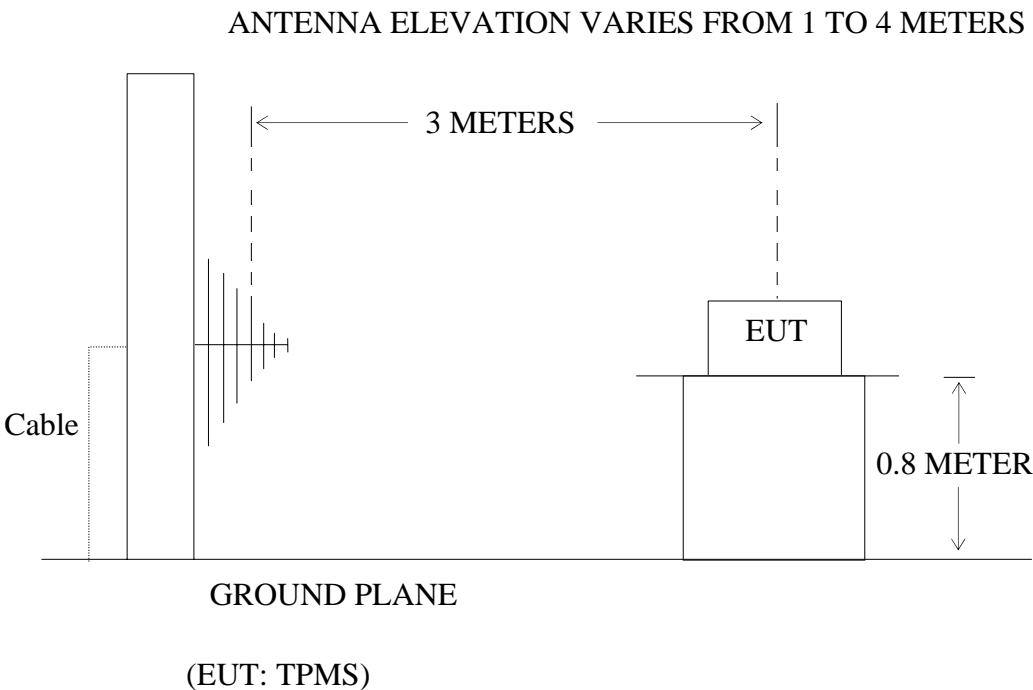 ANTENNA ELEVATION VARIES FROM 1 TO 4 METERS
3 METERS
EUT
Cable
0.8 METER
GROUND PLANE
(EUT: TPMS)